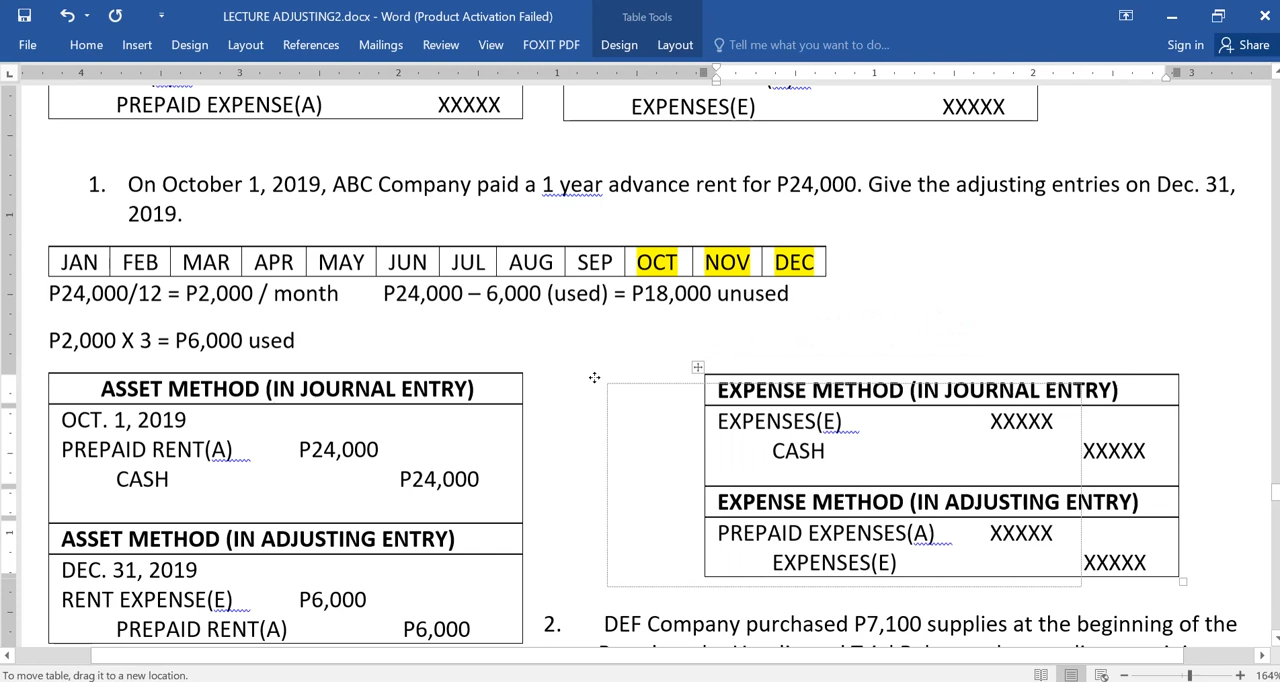 LECTURE ADJUSTING2.docx - Word (Product Activation Failed)
Table Tools
File Home Insert Design Layout References Mailings Review View FOXIT PDF Design Layout Tell me what you want to do... Sign in Share
4 3 2 1 1 2 3
PREPAID EXPENSE(A) XXXXX
EXPENSES(E) XXXXX
1. On October 1, 2019, ABC Company paid a 1 year advance rent for P24,000. Give the adjusting entries on Dec. 31,
2019.
JAN FEB MAR APR MAY JUN JUL AUG SEP OCT NOV DEC
P24,000/12 = P2,000 / month P24,000 – 6,000 (used) = P18,000 unused
P2,000 X 3 = P6,000 used
ASSET METHOD (IN JOURNAL ENTRY)
OCT. 1, 2019
PREPAID RENT(A) P24,000
CASH P24,000
ASSET METHOD (IN ADJUSTING ENTRY)
DEC. 31, 2019
RENT EXPENSE(E) P6,000
PREPAID RENT(A) P6,000
EXPENSE METHOD (IN JOURNAL ENTRY)
EXPENSES(E) XXXXX
CASH XXXXX
EXPENSE METHOD (IN ADJUSTING ENTRY)
PREPAID EXPENSES(A) XXXXX
EXPENSES(E) XXXXX
2. DEF Company purchased P7,100 supplies at the beginning of the
To move table, drag it to a new location.
164%